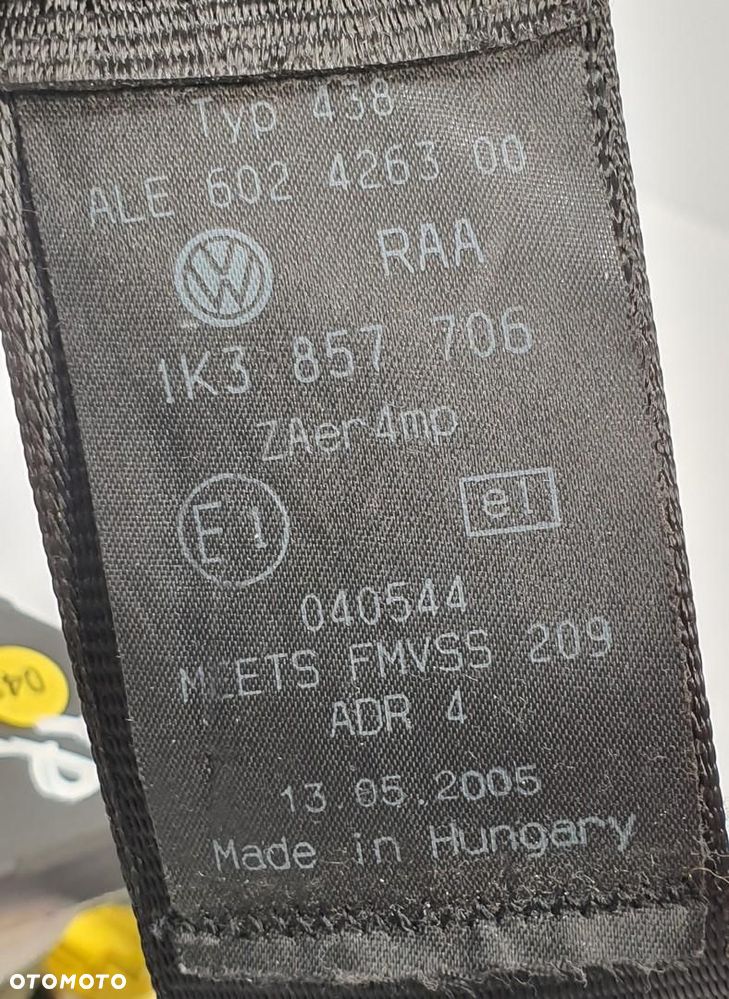 Typ 438
ALE 602 4263 00
RAA
1K3 857 706
ZAer4mp
E1 e1
040544
MEETS FMVSS 209
ADR 4
13.05.2005
Made in Hungary
OTOMOTO